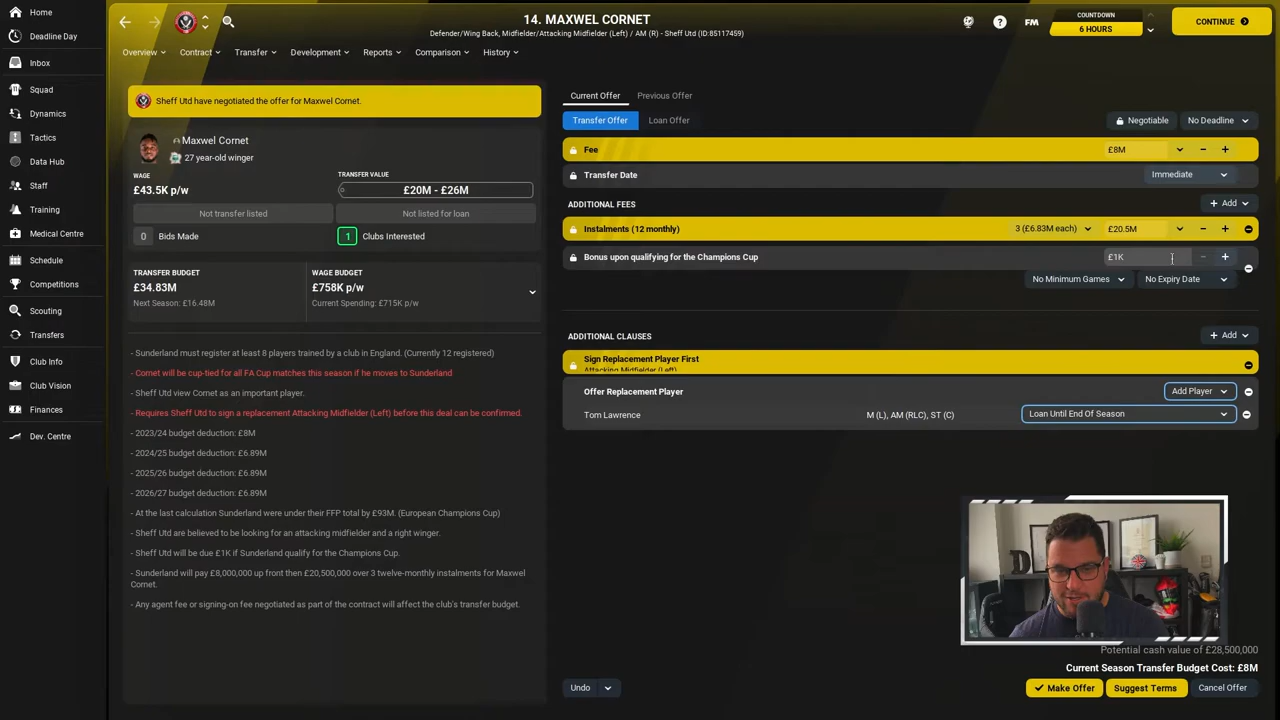 Home
Deadline Day
Inbox
Squad
Dynamics
Tactics
Data Hub
Staff
Training
Medical Centre
Schedule
Competitions
Scouting
Transfers
Club Info
Club Vision
Finances
Dev. Centre
14. MAXWEL CORNET
Defender/Wing Back, Midfielder/Attacking Midfielder (Left) / AM (R) - Sheff Utd (ID:85117459)
FM
COUNTDOWN
6 HOURS
CONTINUE
Overview
Contract
Transfer
Development
Reports
Comparison
History
Sheff Utd have negotiated the offer for Maxwel Cornet.
Maxwel Cornet
27 year-old winger
WAGE
£43.5K p/w
TRANSFER VALUE
£20M - £26M
Not transfer listed
Not listed for loan
0 Bids Made
1 Clubs Interested
TRANSFER BUDGET
£34.83M
Next Season: £16.48M
WAGE BUDGET
£758K p/w
Current Spending: £715K p/w
- Sunderland must register at least 8 players trained by a club in England. (Currently 12 registered)
- Cornet will be cup-tied for all FA Cup matches this season if he moves to Sunderland
- Sheff Utd view Cornet as an important player.
- Requires Sheff Utd to sign a replacement Attacking Midfielder (Left) before this deal can be confirmed.
- 2023/24 budget deduction: £8M
- 2024/25 budget deduction: £6.89M
- 2025/26 budget deduction: £6.89M
- 2026/27 budget deduction: £6.89M
- At the last calculation Sunderland were under their FFP total by £93M. (European Champions Cup)
- Sheff Utd are believed to be looking for an attacking midfielder and a right winger.
- Sheff Utd will be due £1K if Sunderland qualify for the Champions Cup.
- Sunderland will pay £8,000,000 up front then £20,500,000 over 3 twelve-monthly instalments for Maxwel
Cornet.
- Any agent fee or signing-on fee negotiated as part of the contract will affect the club's transfer budget.
Current Offer
Previous Offer
Transfer Offer
Loan Offer
Negotiable
No Deadline
Fee
£8M
Transfer Date
Immediate
ADDITIONAL FEES
Add
Instalments (12 monthly)
3 (£6.83M each)
£20.5M
Bonus upon qualifying for the Champions Cup
£1K
No Minimum Games
No Expiry Date
ADDITIONAL CLAUSES
Add
Sign Replacement Player First
Attacking Midfielder (Left)
Offer Replacement Player
Add Player
Tom Lawrence
M (L), AM (RLC), ST (C)
Loan Until End Of Season
D
Potential cash value of £28,500,000
Current Season Transfer Budget Cost: £8M
Undo
Make Offer
Suggest Terms
Cancel Offer